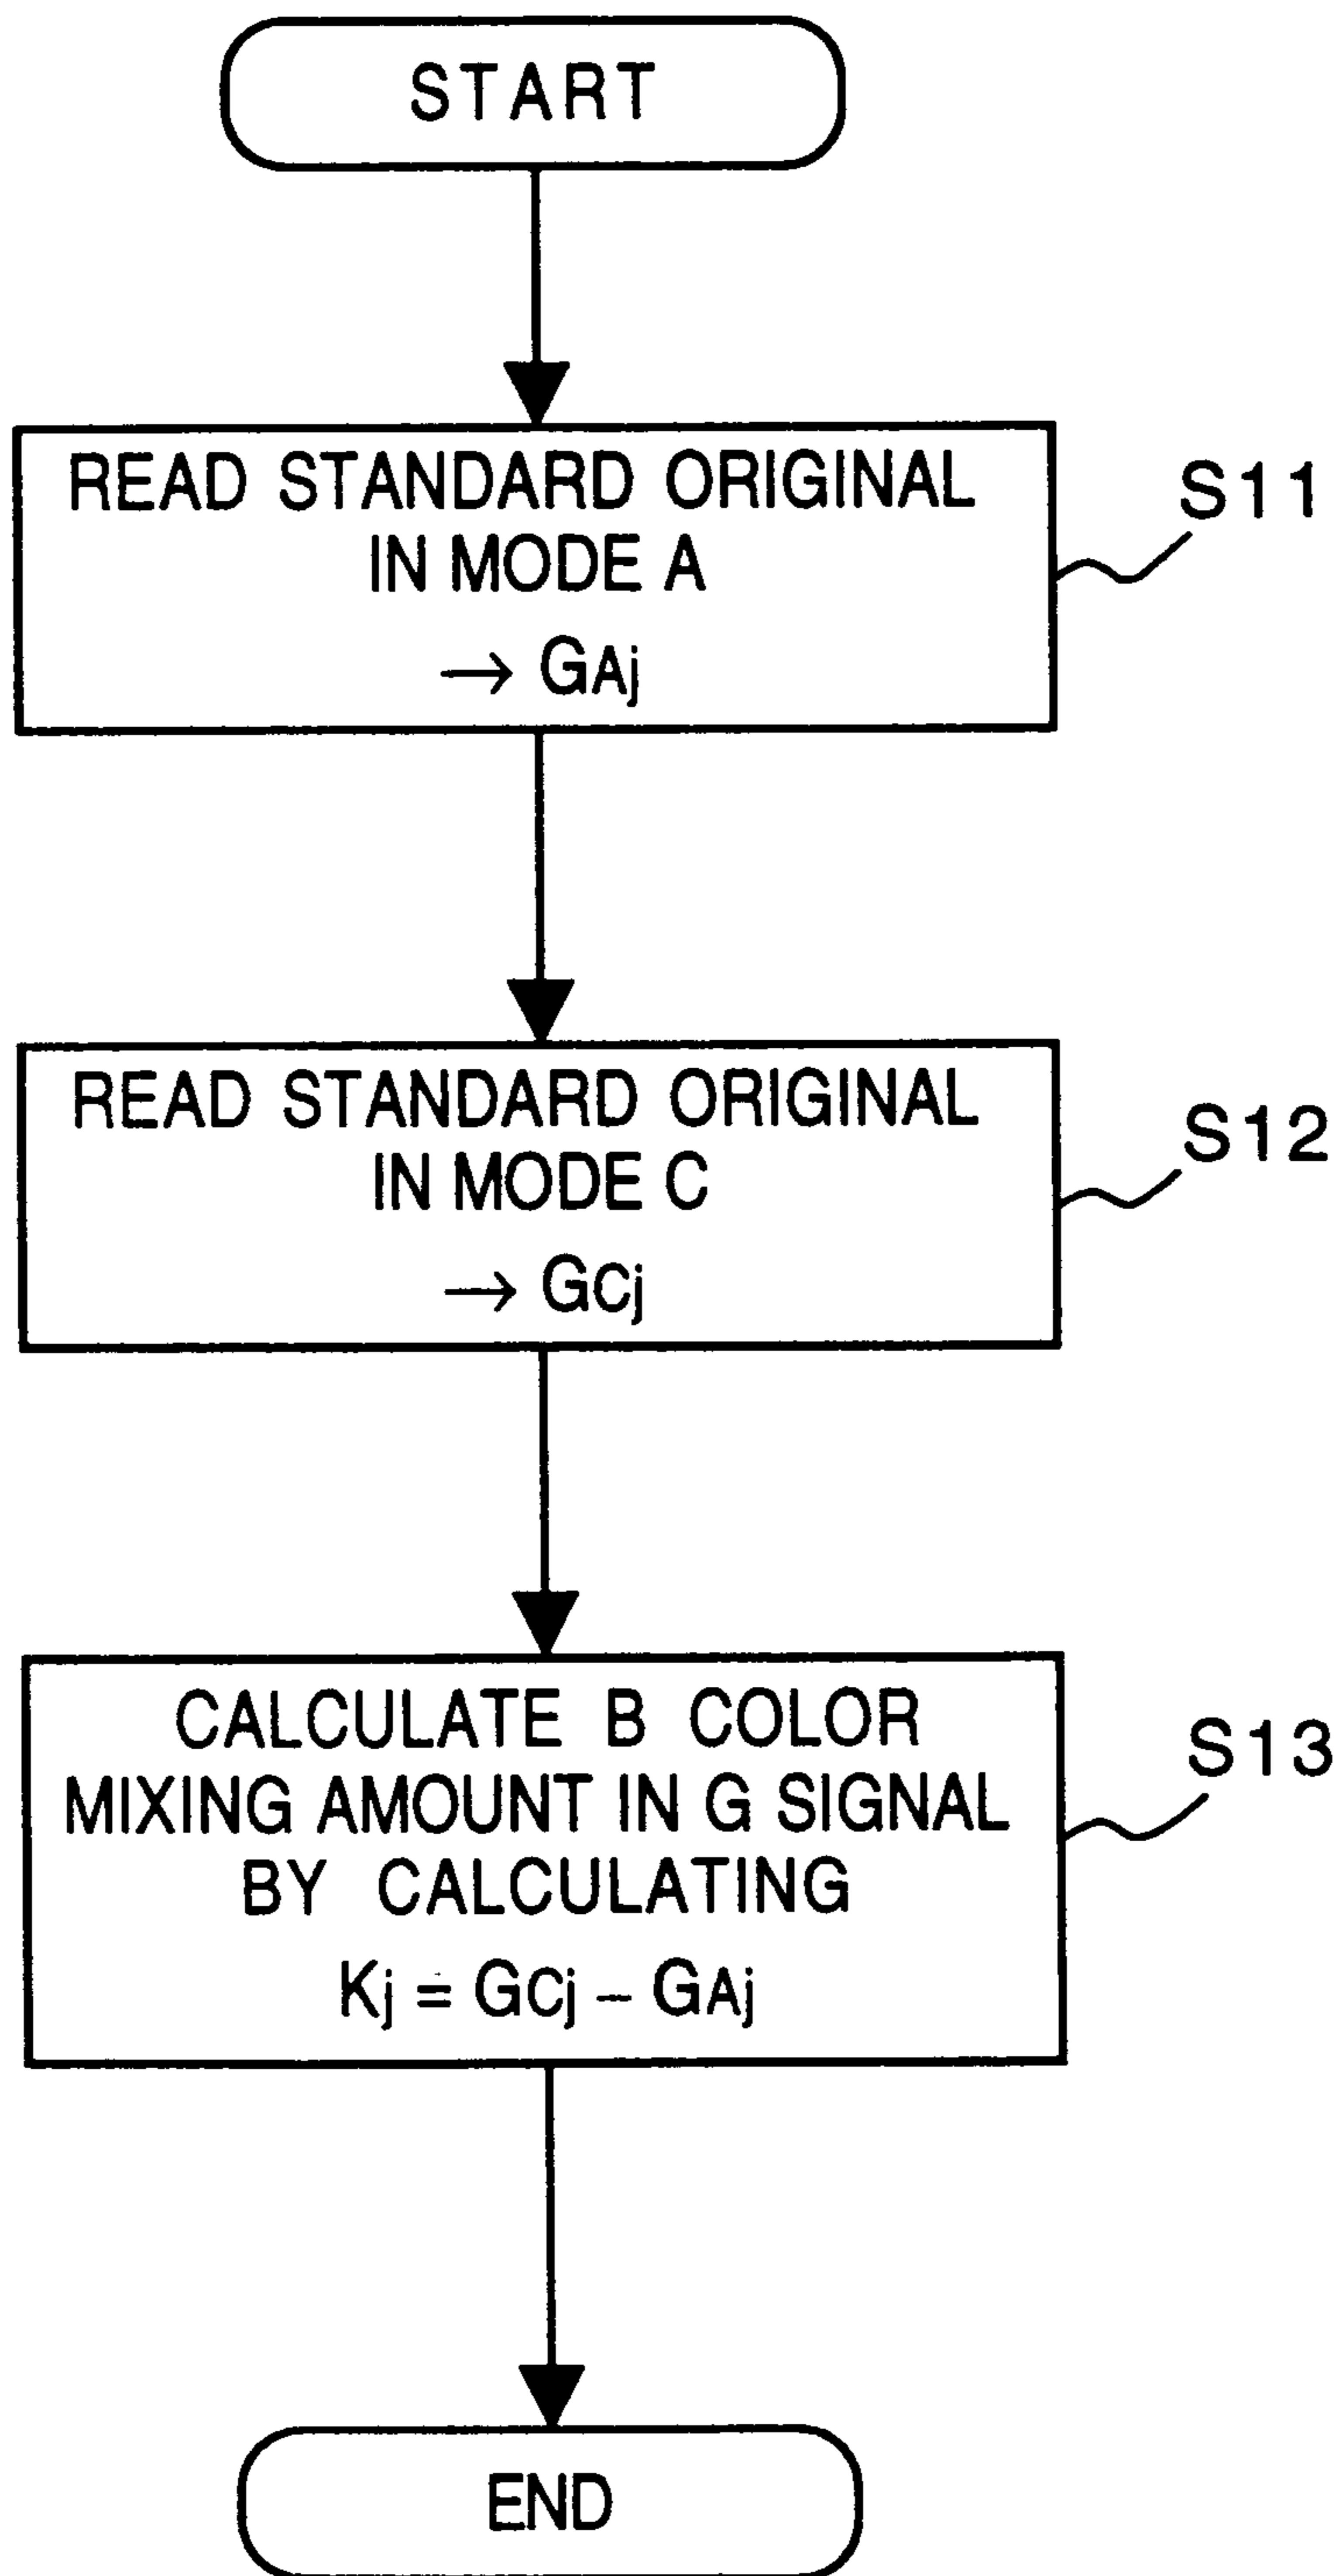 START
READ STANDARD ORIGINAL
IN MODE A
→ GAj
S11
READ STANDARD ORIGINAL
IN MODE C
→ GCj
S12
CALCULATE B COLOR
MIXING AMOUNT IN G SIGNAL
BY CALCULATING
Kj = GCj – GAj
S13
END